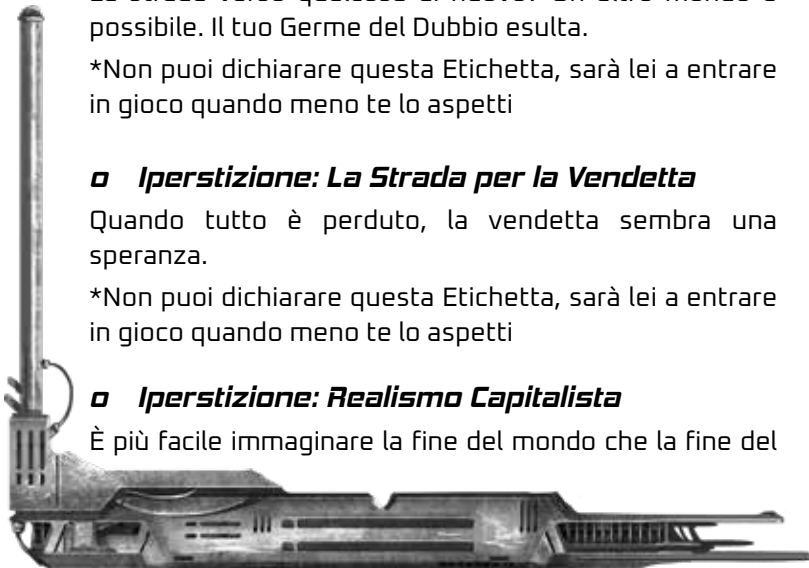 possibile. Il tuo Germe del Dubbio esulta.
*Non puoi dichiarare questa Etichetta, sarà lei a entrare
in gioco quando meno te lo aspetti
o Iperstizione: La Strada per la Vendetta
Quando tutto è perduto, la vendetta sembra una
speranza.
*Non puoi dichiarare questa Etichetta, sarà lei a entrare
in gioco quando meno te lo aspetti
o Iperstizione: Realismo Capitalista
È più facile immaginare la fine del mondo che la fine del